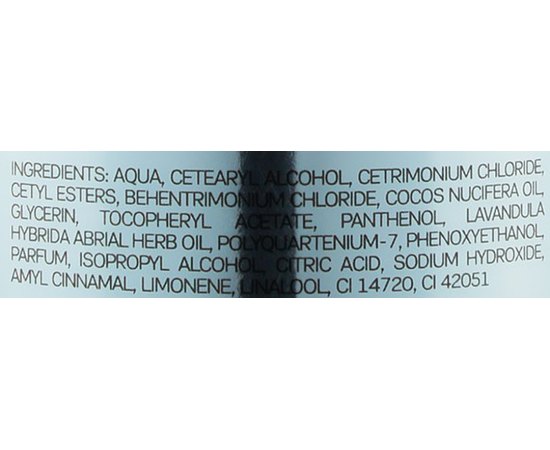 INGREDIENTS: AQUA, CETEARYL ALCOHOL, CETRIMONIUM CHLORIDE,
CETYL ESTERS, BEHENTRIMONIUM CHLORIDE, COCOS NUCIFERA OIL,
GLYCERIN, TOCOPHERYL ACETATE, PANTHENOL, LAVANDULA
HYBRIDA ABRIAL HERB OIL, POLYQUARTENIUM-7, PHENOXYETHANOL,
PARFUM, ISOPROPYL ALCOHOL, CITRIC ACID, SODIUM HYDROXIDE,
AMYL CINNAMAL, LIMONENE, LINALOOL, CI 14720, CI 42051